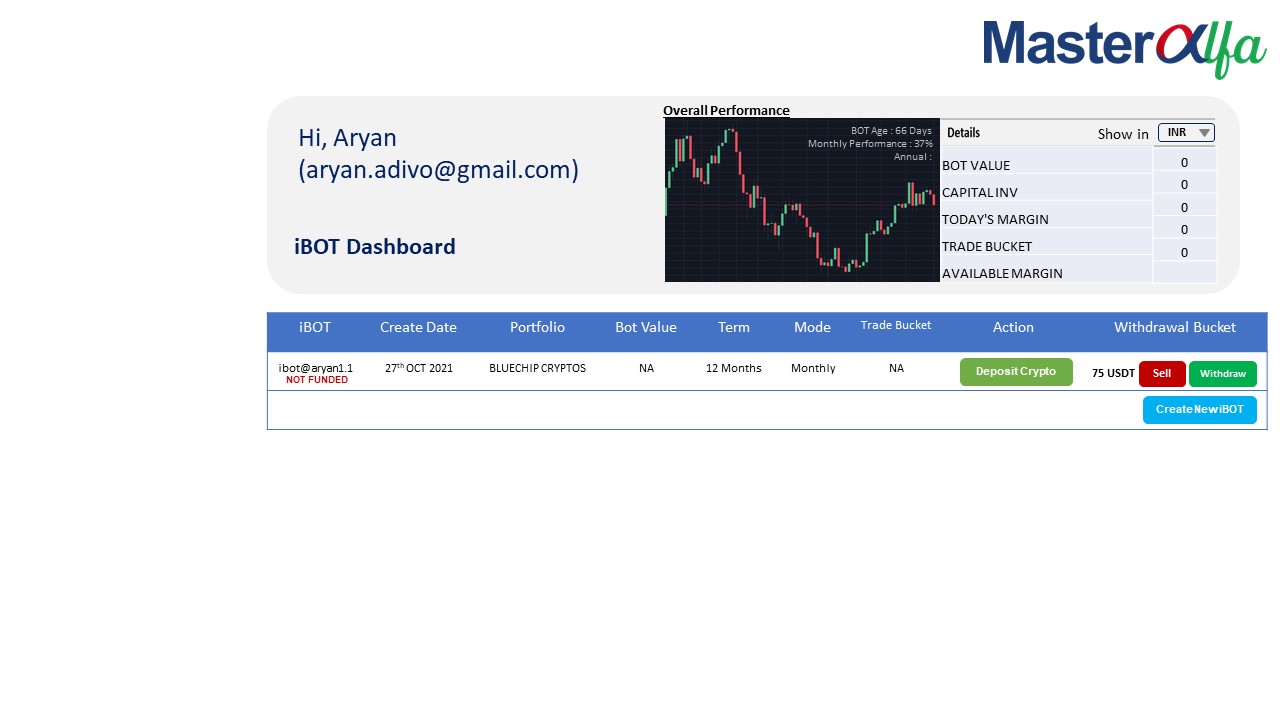 Masterαlfa
Hi, Aryan
(aryan.adivo@gmail.com)
iBOT Dashboard
Overall Performance
BOT Age : 66 Days
Monthly Performance : 37%
Annual :
Details Show in INR
BOT VALUE 0
CAPITAL INV 0
TODAY'S MARGIN 0
TRADE BUCKET 0
AVAILABLE MARGIN 0
iBOT Create Date Portfolio Bot Value Term Mode Trade Bucket Action Withdrawal Bucket
ibot@aryan1.1 27th OCT 2021 BLUECHIP CRYPTOS NA 12 Months Monthly NA Deposit Crypto 75 USDT Sell Withdraw
NOT FUNDED
Create New iBOT